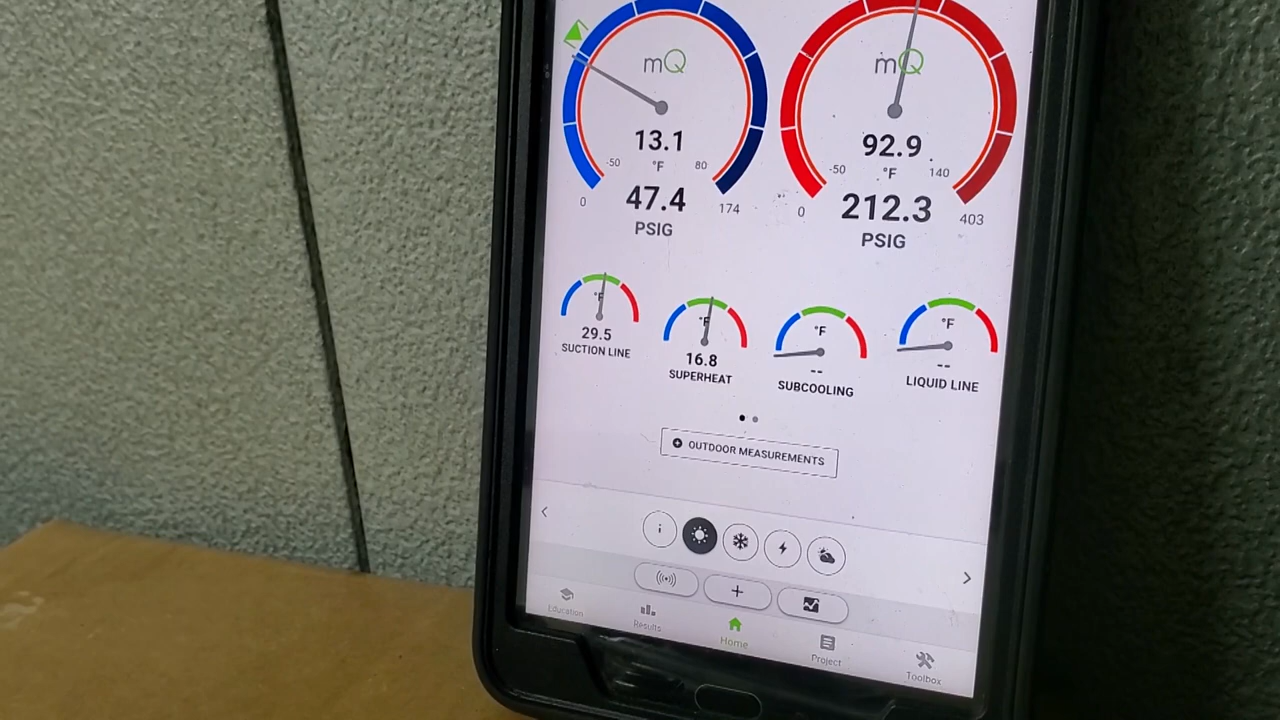 mQ
mQ
13.1
92.9
-50 °F 80
-50 °F 140
47.4
212.3
0 174
0 403
PSIG
PSIG
°F
29.5
SUCTION LINE
°F
16.8
SUPERHEAT
°F
--
SUBCOOLING
°F
--
LIQUID LINE
OUTDOOR MEASUREMENTS
i
Education
Results
Home
Project
Toolbox